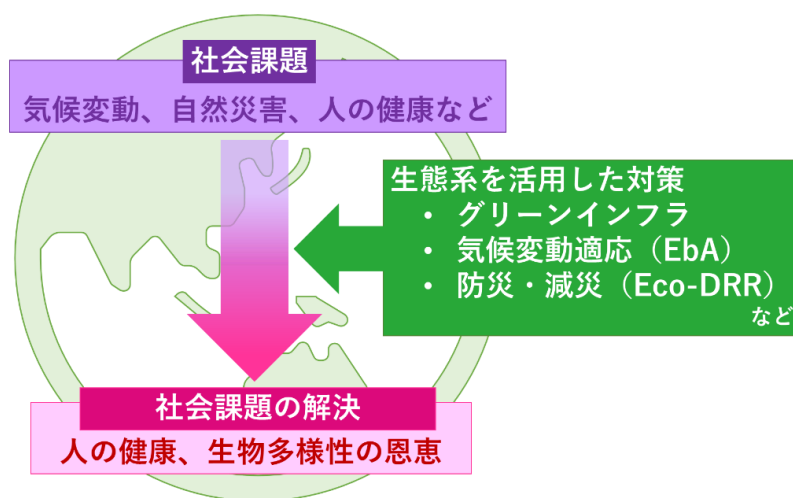 社会課題
気候変動、自然災害、人の健康など
生態系を活用した対策
• グリーンインフラ
• 気候変動適応（EbA）
• 防災・減災（Eco-DRR）
など
社会課題の解決
人の健康、生物多様性の恩恵